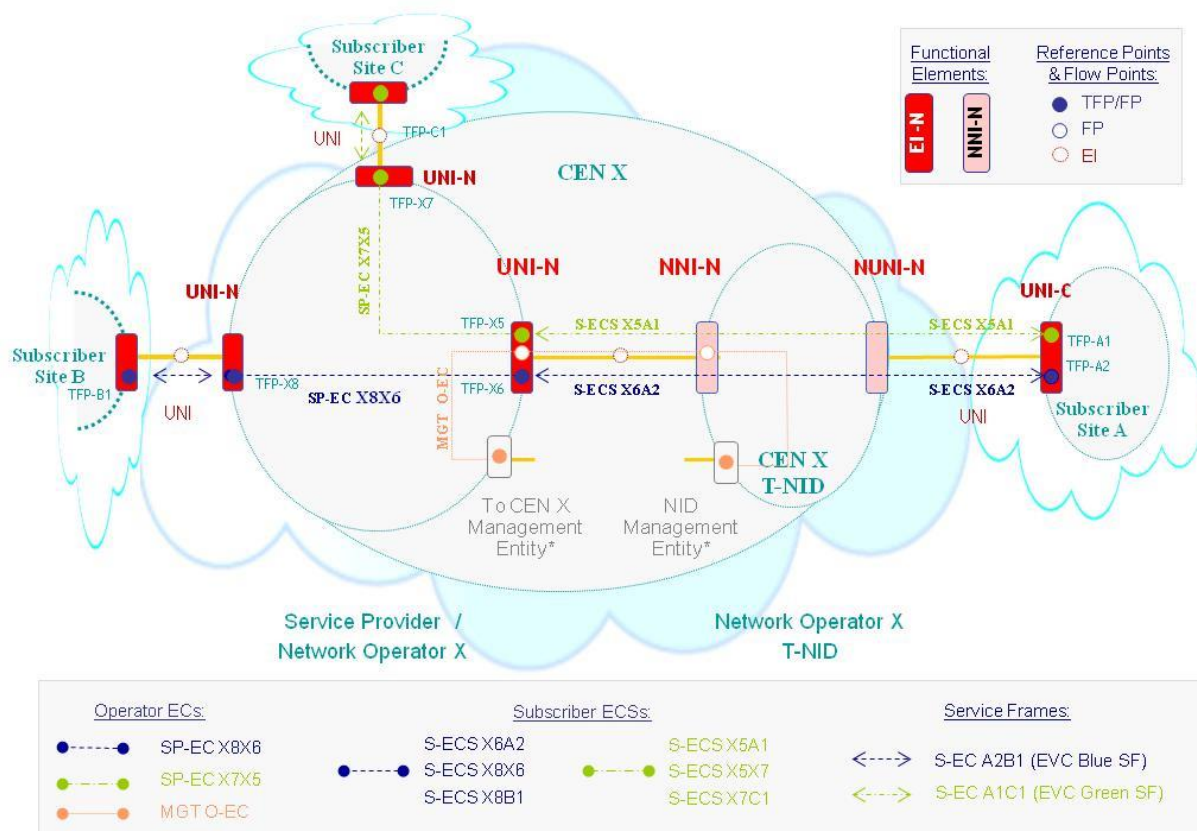 Subscriber
Site C
UNI
TFP-C1
UNI-N
TFP-X7
CEN X
Functional
Elements:
Reference Points
& Flow Points:
EI-N
NNI-N
TFP/FP
FP
EI
SP-EC X7X5
UNI-N
UNI-N
NNI-N
NUNI-N
UNI-C
TFP-X5
S-ECS X5A1
S-ECS X5A1
TFP-A1
Subscriber
Site B
TFP-B1
UNI
TFP-X8
SP-EC X8X6
TFP-X6
S-ECS X6A2
S-ECS X6A2
TFP-A2
UNI
Subscriber
Site A
MGT O-EC
CEN X
T-NID
To CEN X
Management
Entity*
NID
Management
Entity*
Service Provider /
Network Operator X
Network Operator X
T-NID
Operator ECs:
SP-EC X8X6
SP-EC X7X5
MGT O-EC
Subscriber ECSs:
S-ECS X6A2
S-ECS X8X6
S-ECS X8B1
S-ECS X5A1
S-ECS X5X7
S-ECS X7C1
Service Frames:
S-EC A2B1 (EVC Blue SF)
S-EC A1C1 (EVC Green SF)